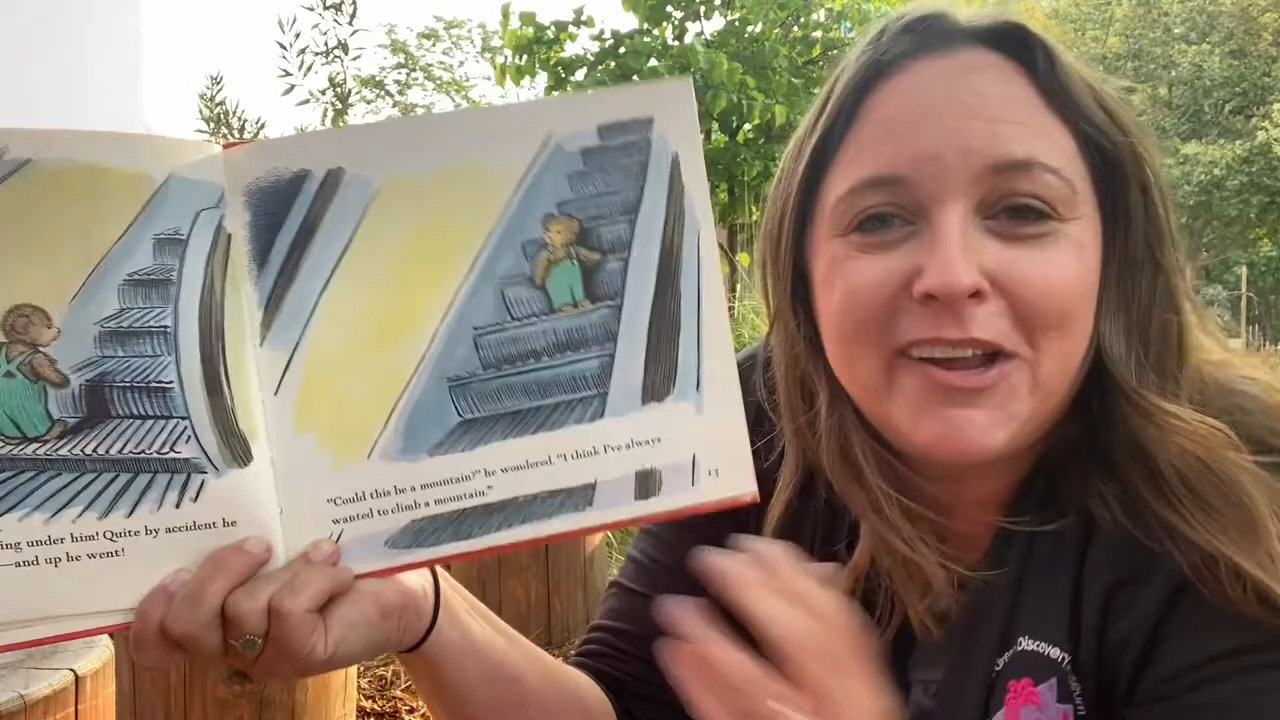 ing under him! Quite by accident he
—and up he went!
"Could this be a mountain?" he wondered. "I think I've always
wanted to climb a mountain."
13
Discovery